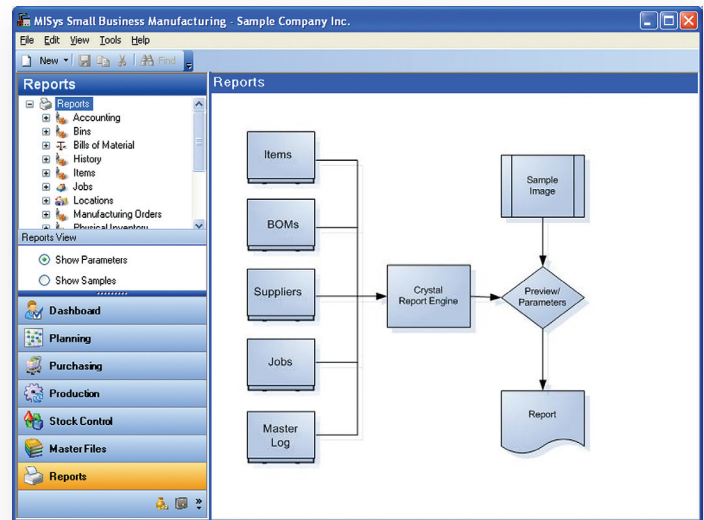 MISys Small Business Manufacturing - Sample Company Inc.
File Edit View Tools Help
New Find
Reports
Reports
Accounting
Bins
Bills of Material
History
Items
Jobs
Locations
Manufacturing Orders
Physical Inventory
Reports View
Show Parameters
Show Samples
Dashboard
Planning
Purchasing
Production
Stock Control
Master Files
Reports
Reports
Items
BOMs
Suppliers
Jobs
Master
Log
Crystal
Report Engine
Sample
Image
Preview/
Parameters
Report